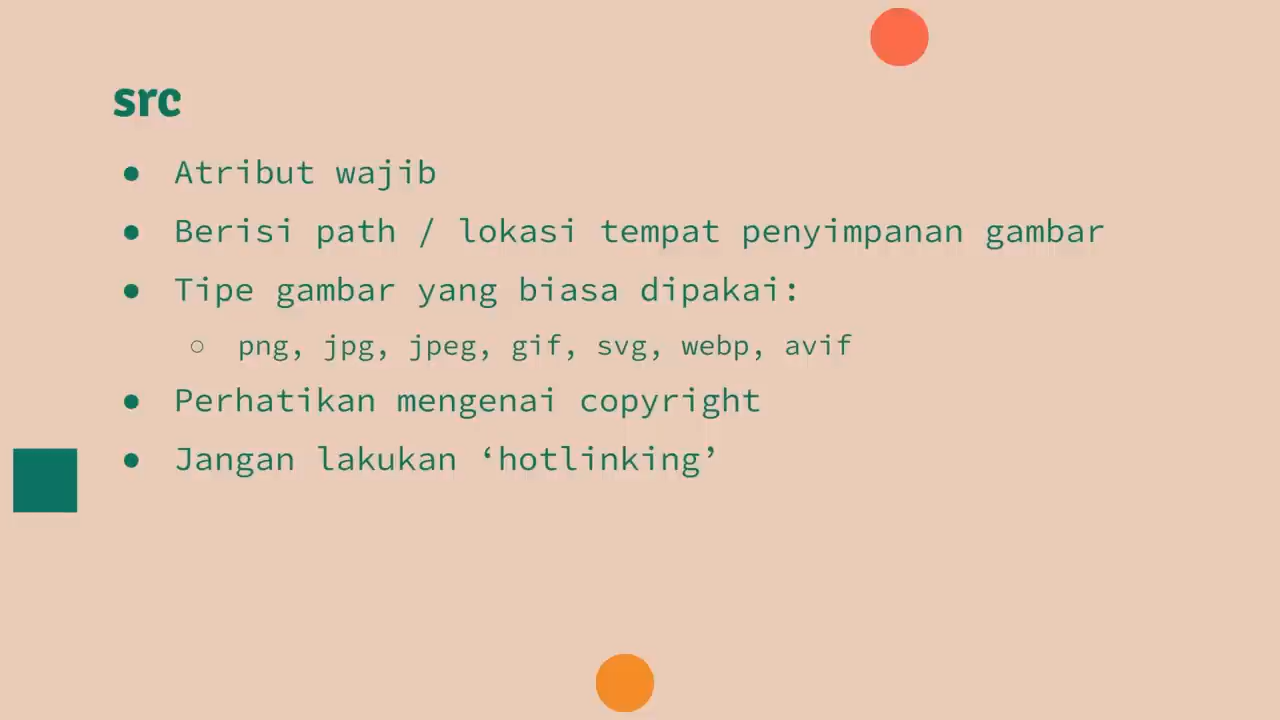 src
● Atribut wajib
● Berisi path / lokasi tempat penyimpanan gambar
● Tipe gambar yang biasa dipakai:
○ png, jpg, jpeg, gif, svg, webp, avif
● Perhatikan mengenai copyright
● Jangan lakukan ‘hotlinking’